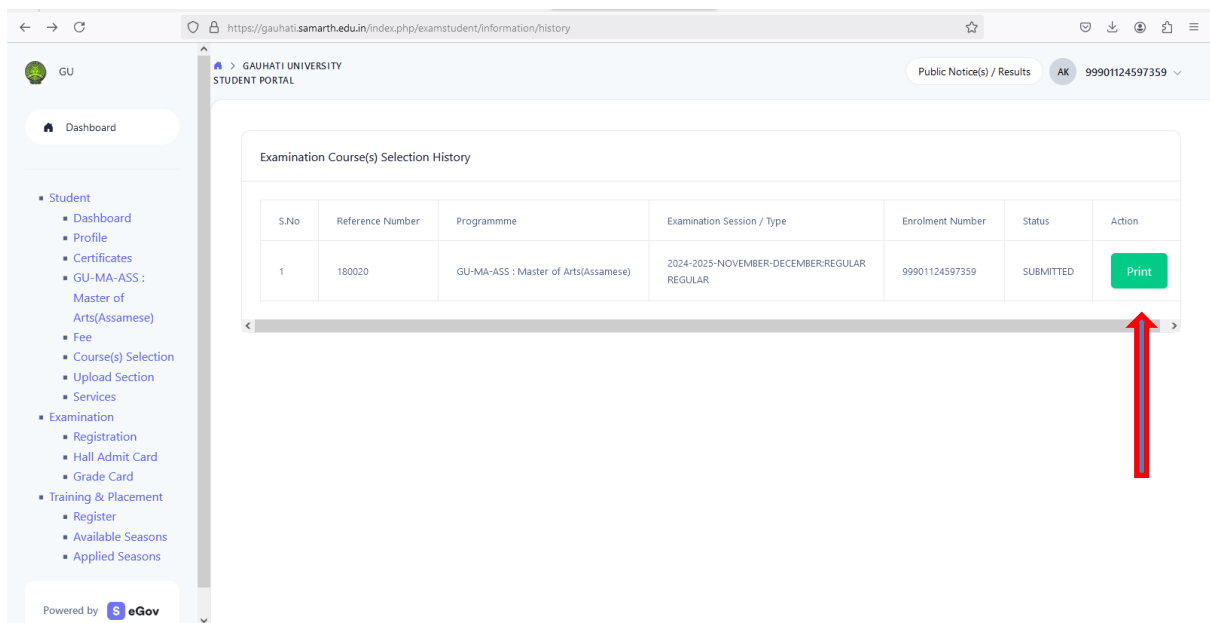 https://gauhati.samarth.edu.in/index.php/examstudent/information/history
GU
> GAUHATI UNIVERSITY
STUDENT PORTAL
Public Notice(s) / Results
AK
99901124597359
Dashboard
Student
Dashboard
Profile
Certificates
GU-MA-ASS :
Master of
Arts(Assamese)
Fee
Course(s) Selection
Upload Section
Services
Examination
Registration
Hall Admit Card
Grade Card
Training & Placement
Register
Available Seasons
Applied Seasons
Powered by S eGov
Examination Course(s) Selection History
S.No Reference Number Programmme Examination Session / Type Enrolment Number Status Action
1 180020 GU-MA-ASS : Master of Arts(Assamese) 2024-2025-NOVEMBER-DECEMBER:REGULAR 99901124597359 SUBMITTED Print
REGULAR